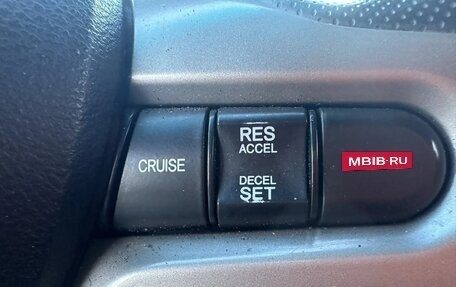 CRUISE
RES
ACCEL
DECEL
SET
MBIB-RU